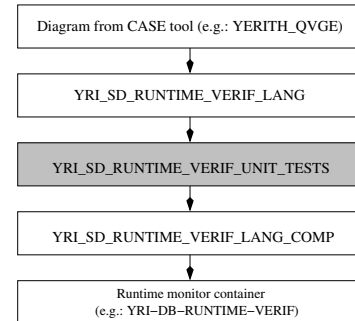 Diagram from CASE tool (e.g.: YERITH_QVGE)
YRI_SD_RUNTIME_VERIF_LANG
YRI_SD_RUNTIME_VERIF_UNIT_TESTS
YRI_SD_RUNTIME_VERIF_LANG_COMP
Runtime monitor container
(e.g.: YRI−DB−RUNTIME−VERIF)